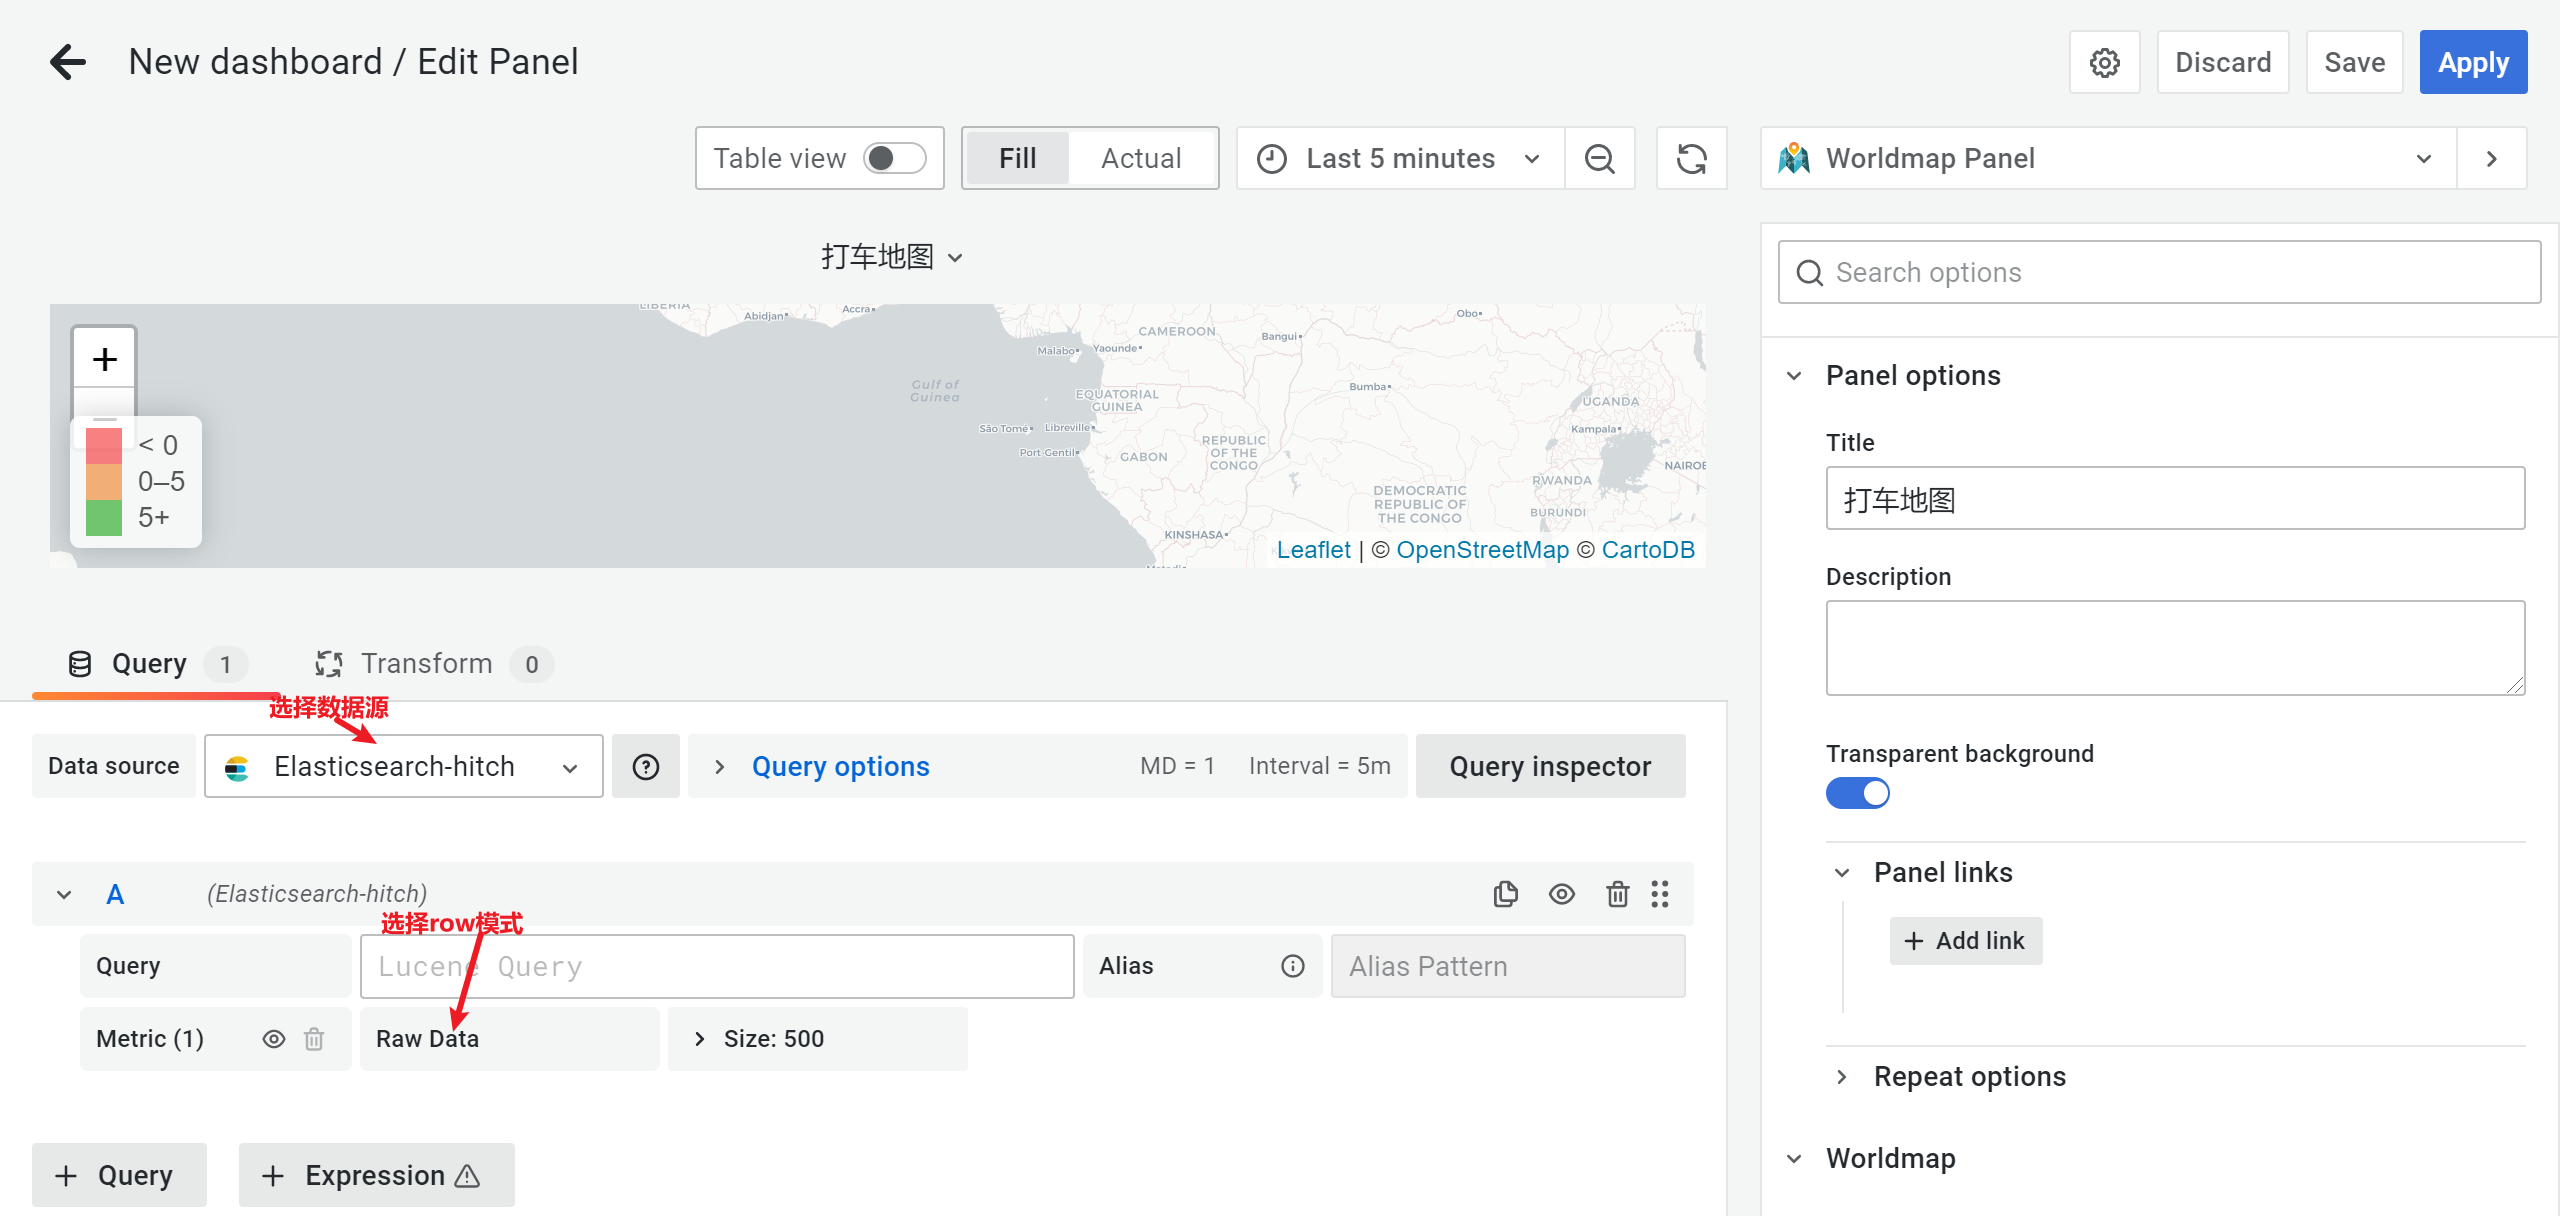 New dashboard / Edit Panel
Discard
Save
Apply
Table view
Fill
Actual
Last 5 minutes
Worldmap Panel
打车地图
Search options
LIBERIA
Abidjan
Accra
CAMEROON
Bangui
Obo
Malabo
Yaounde
Gulf of
Guinea
EQUATORIAL
GUINEA
Bumba
UGANDA
São Tomé
Libreville
Kampala
Port-Gentil
GABON
REPUBLIC
OF THE
CONGO
NAIROB
RWANDA
DEMOCRATIC
REPUBLIC OF
THE CONGO
BURUNDI
KINSHASA
+
< 0
0–5
5+
Leaflet | © OpenStreetMap © CartoDB
Panel options
Title
打车地图
Description
Transparent background
Panel links
+ Add link
Repeat options
Worldmap
Query 1
Transform 0
选择数据源
Data source
Elasticsearch-hitch
Query options
MD = 1
Interval = 5m
Query inspector
A
(Elasticsearch-hitch)
选择row模式
Query
Lucene Query
Alias
Alias Pattern
Metric (1)
Raw Data
Size: 500
+ Query
+ Expression